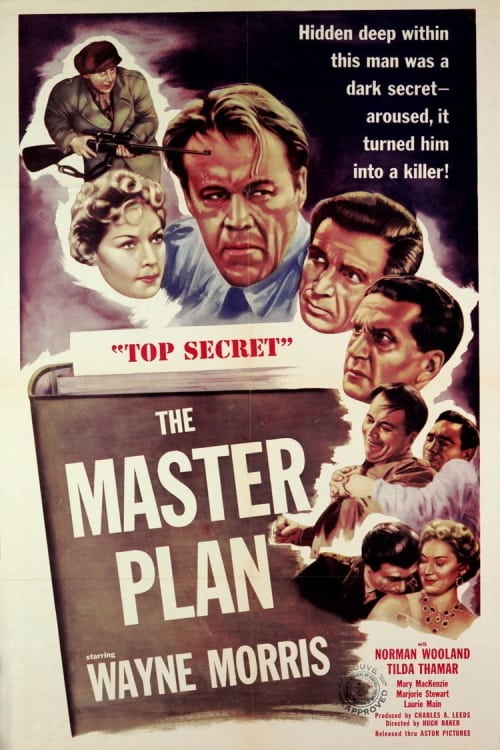 Hidden deep within
this man was a
dark secret—
aroused, it
turned him
into a killer!
"TOP SECRET"
THE
MASTER
PLAN
starring
WAYNE MORRIS
with
NORMAN WOOLAND
TILDA THAMAR
Mary MacKenzie
Marjorie Stewart
Laurie Main
Produced by CHARLES A. LEEDS
Directed by HUGH BAKER
Released thru ASTOR PICTURES
APPROVED